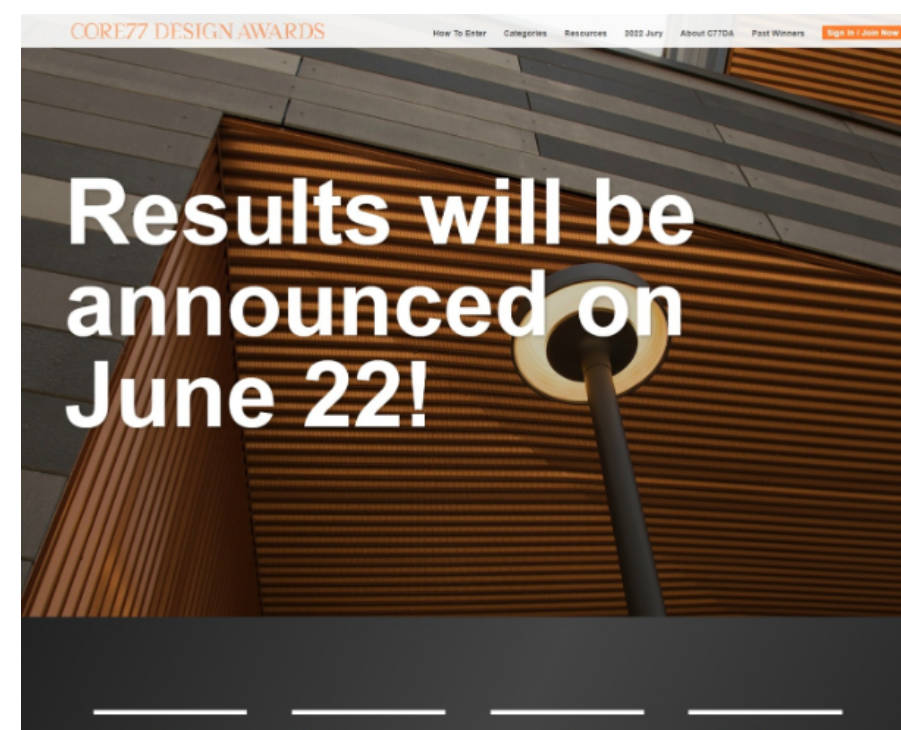 CORE77 DESIGN AWARDS
How To Enter Categories Resources 2022 Jury About C77DA Past Winners Sign In / Join Now
Results will be
announced on
June 22!